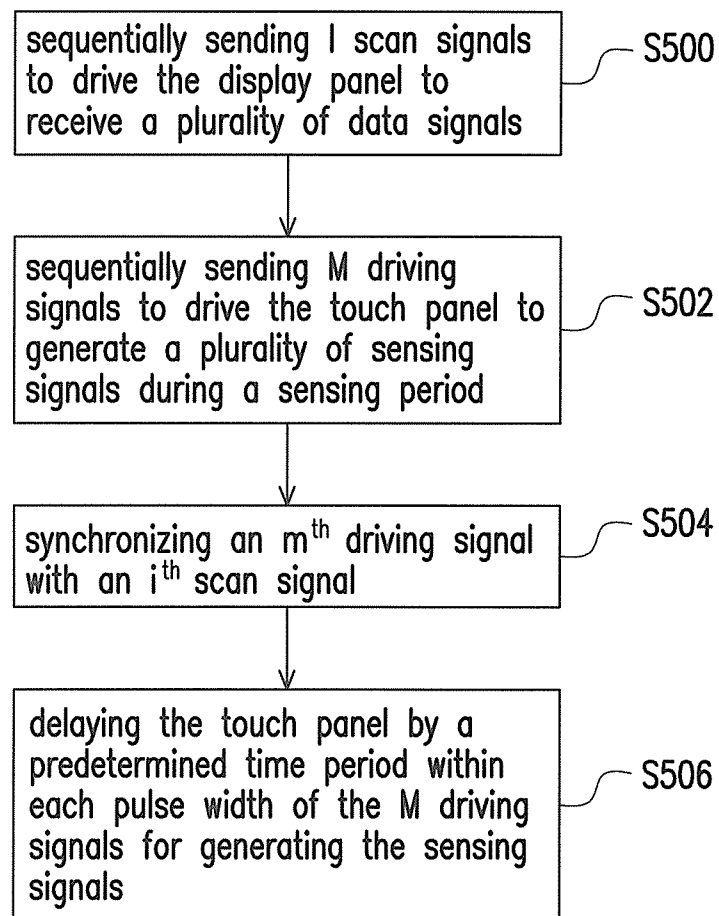 sequentially sending I scan signals
to drive the display panel to
receive a plurality of data signals
S500
sequentially sending M driving
signals to drive the touch panel to
generate a plurality of sensing
signals during a sensing period
S502
synchronizing an mth driving signal
with an ith scan signal
S504
delaying the touch panel by a
predetermined time period within
each pulse width of the M driving
signals for generating the sensing
signals
S506